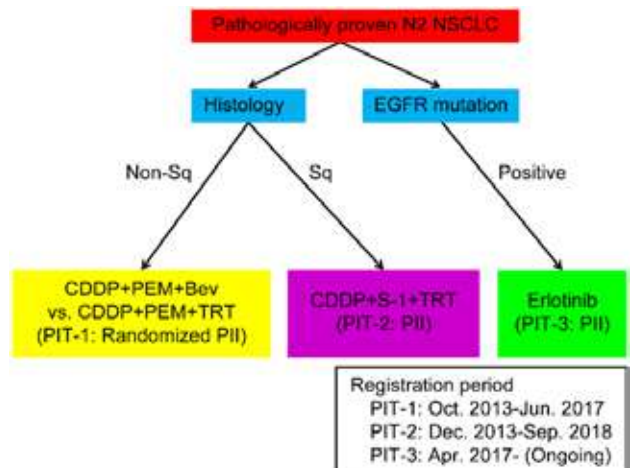 Pathologically proven N2 NSCLC
Histology
EGFR mutation
Non-Sq
Sq
Positive
CDDP+PEM+Bev
vs. CDDP+PEM+TRT
(PIT-1: Randomized PII)
CDDP+S-1+TRT
(PIT-2: PII)
Erlotinib
(PIT-3: PII)
Registration period
PIT-1: Oct. 2013-Jun. 2017
PIT-2: Dec. 2013-Sep. 2018
PIT-3: Apr. 2017- (Ongoing)